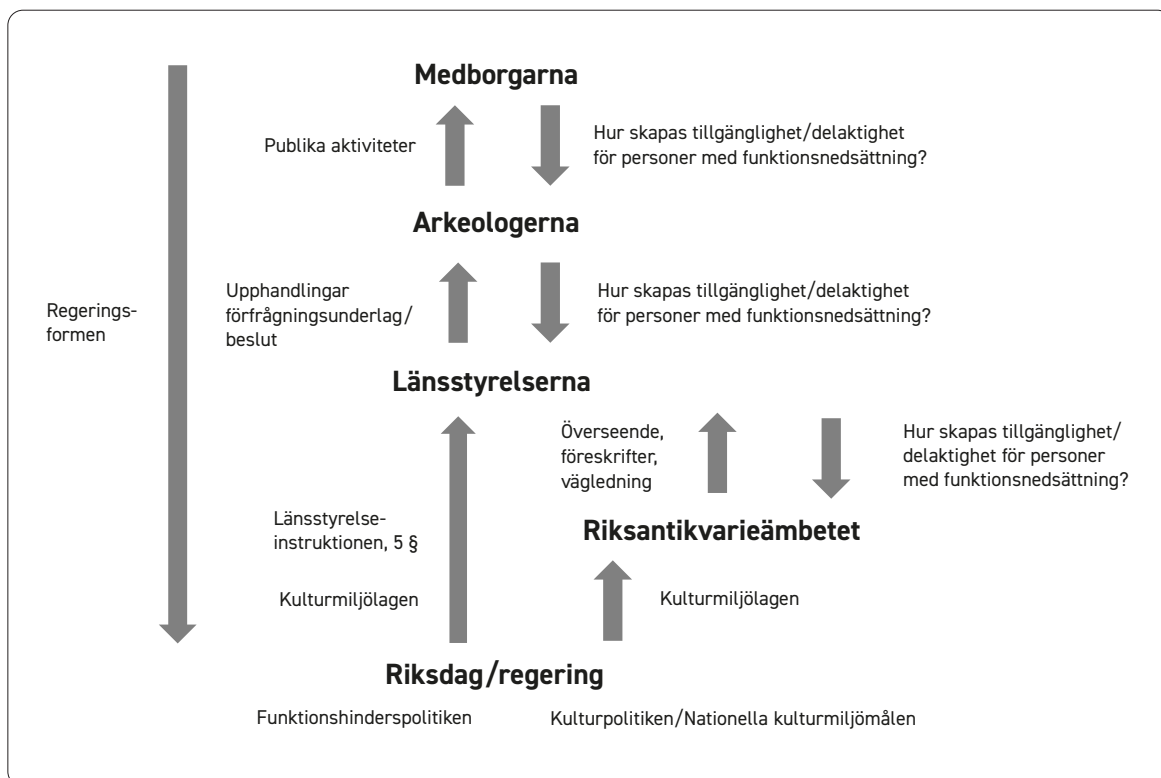 Medborgarna
Publika aktiviteter
Hur skapas tillgänglighet/delaktighet
för personer med funktionsnedsättning?
Arkeologerna
Regerings-
formen
Upphandlingar
förfrågningsunderlag/
beslut
Hur skapas tillgänglighet/delaktighet
för personer med funktionsnedsättning?
Länsstyrelserna
Överseende,
föreskrifter,
vägledning
Hur skapas tillgänglighet/
delaktighet för personer
med funktionsnedsättning?
Länsstyrelse-
instruktionen, 5 §
Riksantikvarieämbetet
Kulturmiljölagen
Kulturmiljölagen
Riksdag/regering
Funktionshinderspolitiken
Kulturpolitiken/Nationella kulturmiljömålen